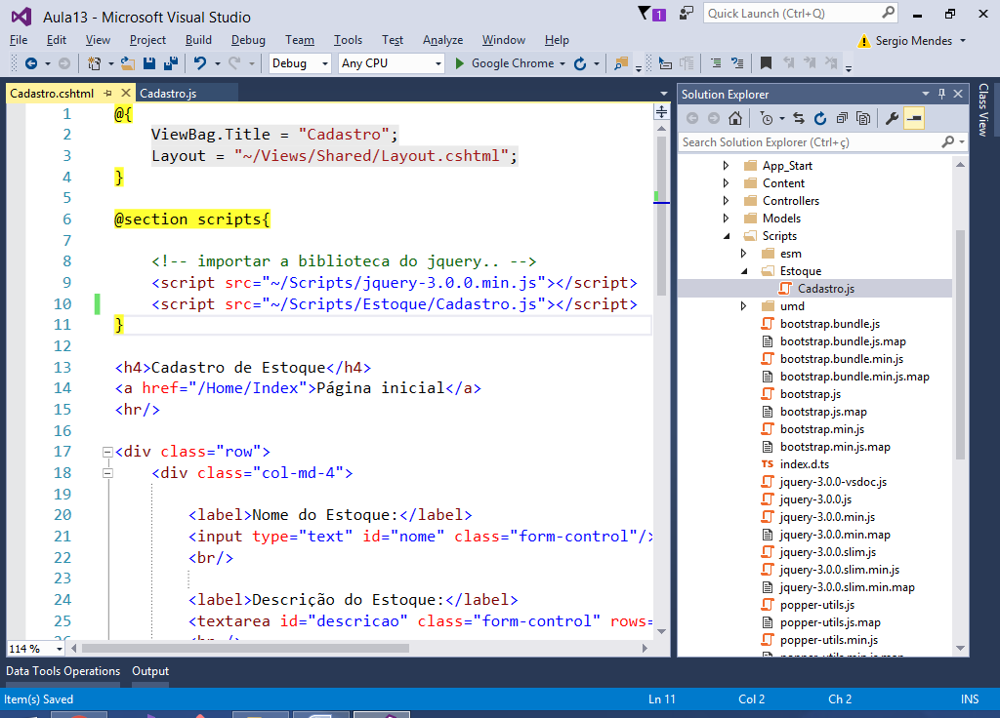 Aula13 - Microsoft Visual Studio
1
Quick Launch (Ctrl+Q)
File Edit View Project Build Debug Team Tools Test Analyze Window Help
Sergio Mendes
Debug Any CPU Google Chrome
Cadastro.cshtml Cadastro.js
1 @{
2 ViewBag.Title = "Cadastro";
3 Layout = "~/Views/Shared/Layout.cshtml";
4 }
5
6 @section scripts{
7
8 <!-- importar a biblioteca do jquery.. -->
9 <script src="~/Scripts/jquery-3.0.0.min.js"></script>
10 <script src="~/Scripts/Estoque/Cadastro.js"></script>
11 }
12
13 <h4>Cadastro de Estoque</h4>
14 <a href="/Home/Index">Página inicial</a>
15 <hr/>
16
17 <div class="row">
18 <div class="col-md-4">
19
20 <label>Nome do Estoque:</label>
21 <input type="text" id="nome" class="form-control"/>
22 <br/>
23
24 <label>Descrição do Estoque:</label>
25 <textarea id="descricao" class="form-control" rows=
26 <br/>
114 %
Solution Explorer
Search Solution Explorer (Ctrl+ç)
App_Start
Content
Controllers
Models
Scripts
esm
Estoque
Cadastro.js
umd
bootstrap.bundle.js
bootstrap.bundle.js.map
bootstrap.bundle.min.js
bootstrap.bundle.min.js.map
bootstrap.js
bootstrap.js.map
bootstrap.min.js
bootstrap.min.js.map
TS index.d.ts
jquery-3.0.0-vsdoc.js
jquery-3.0.0.js
jquery-3.0.0.min.js
jquery-3.0.0.min.map
jquery-3.0.0.slim.js
jquery-3.0.0.slim.min.js
jquery-3.0.0.slim.min.map
popper-utils.js
popper-utils.js.map
popper-utils.min.js
popper-utils.min.js.map
Class View
Data Tools Operations Output
Item(s) Saved Ln 11 Col 2 Ch 2 INS